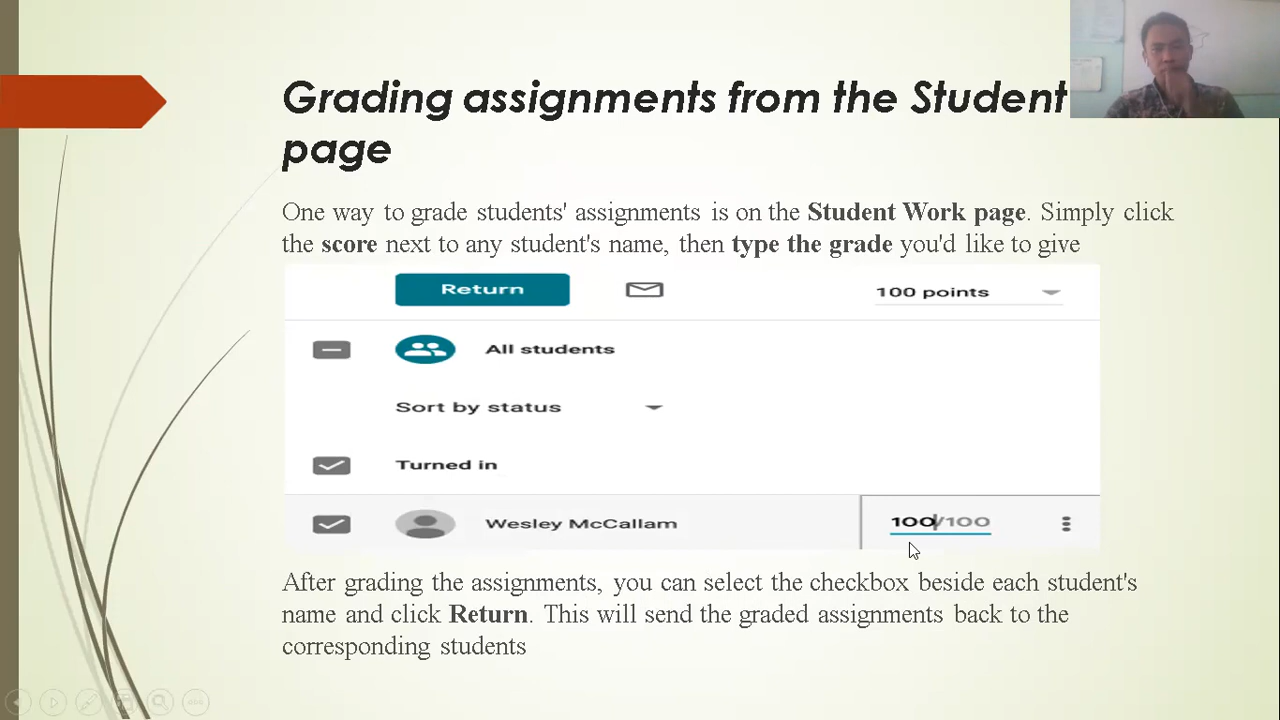 Grading assignments from the Student
page
One way to grade students' assignments is on the Student Work page. Simply click
the score next to any student's name, then type the grade you'd like to give
Return
100 points
All students
Sort by status
Turned in
Wesley McCallam
100/100
After grading the assignments, you can select the checkbox beside each student's
name and click Return. This will send the graded assignments back to the
corresponding students